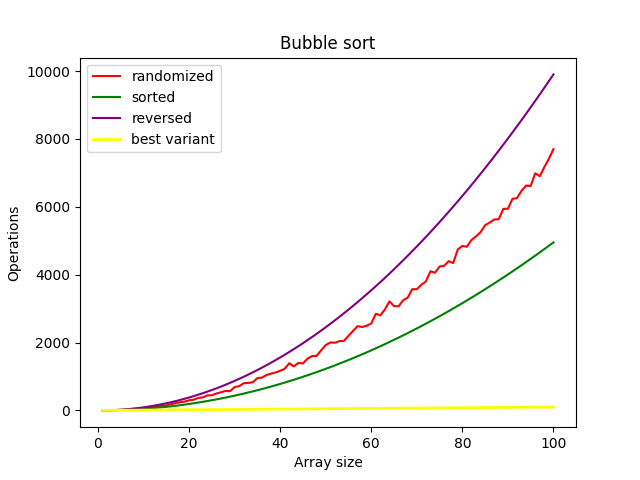 Bubble sort
randomized
sorted
reversed
best variant
10000
8000
6000
4000
2000
0
Operations
0 20 40 60 80 100
Array size